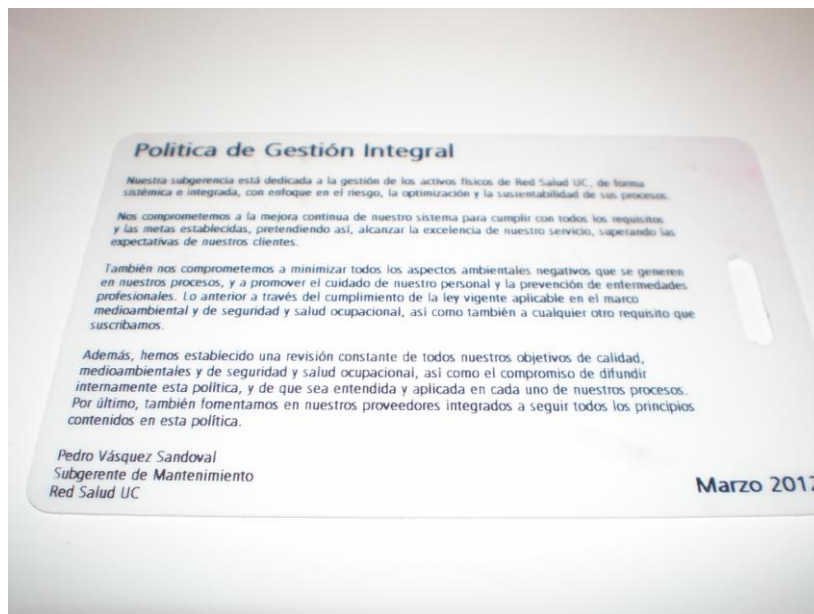 Politica de Gestión Integral
Nuestra subgerencia está dedicada a la gestión de los activos físicos de Red Salud UC, de forma
sistémica e integrada, con enfoque en el riesgo, la optimización y la sustentabilidad de sus procesos.
Nos comprometemos a la mejora continua de nuestro sistema para cumplir con todos los requisitos
y las metas establecidas, pretendiendo así, alcanzar la excelencia de nuestro servicio, superando las
expectativas de nuestros clientes.
También nos comprometemos a minimizar todos los aspectos ambientales negativos que se generen
en nuestros procesos, y a promover el cuidado de nuestro personal y la prevención de enfermedades
profesionales. Lo anterior a través del cumplimiento de la ley vigente aplicable en el marco
medioambiental y de seguridad y salud ocupacional, así como también a cualquier otro requisito que
suscribamos.
Además, hemos establecido una revisión constante de todos nuestros objetivos de calidad,
medioambientales y de seguridad y salud ocupacional, así como el compromiso de difundir
internamente esta política, y de que sea entendida y aplicada en cada uno de nuestros procesos.
Por último, también fomentamos en nuestros proveedores integrados a seguir todos los principios
contenidos en esta política.
Pedro Vásquez Sandoval
Subgerente de Mantenimiento
Red Salud UC
Marzo 2012